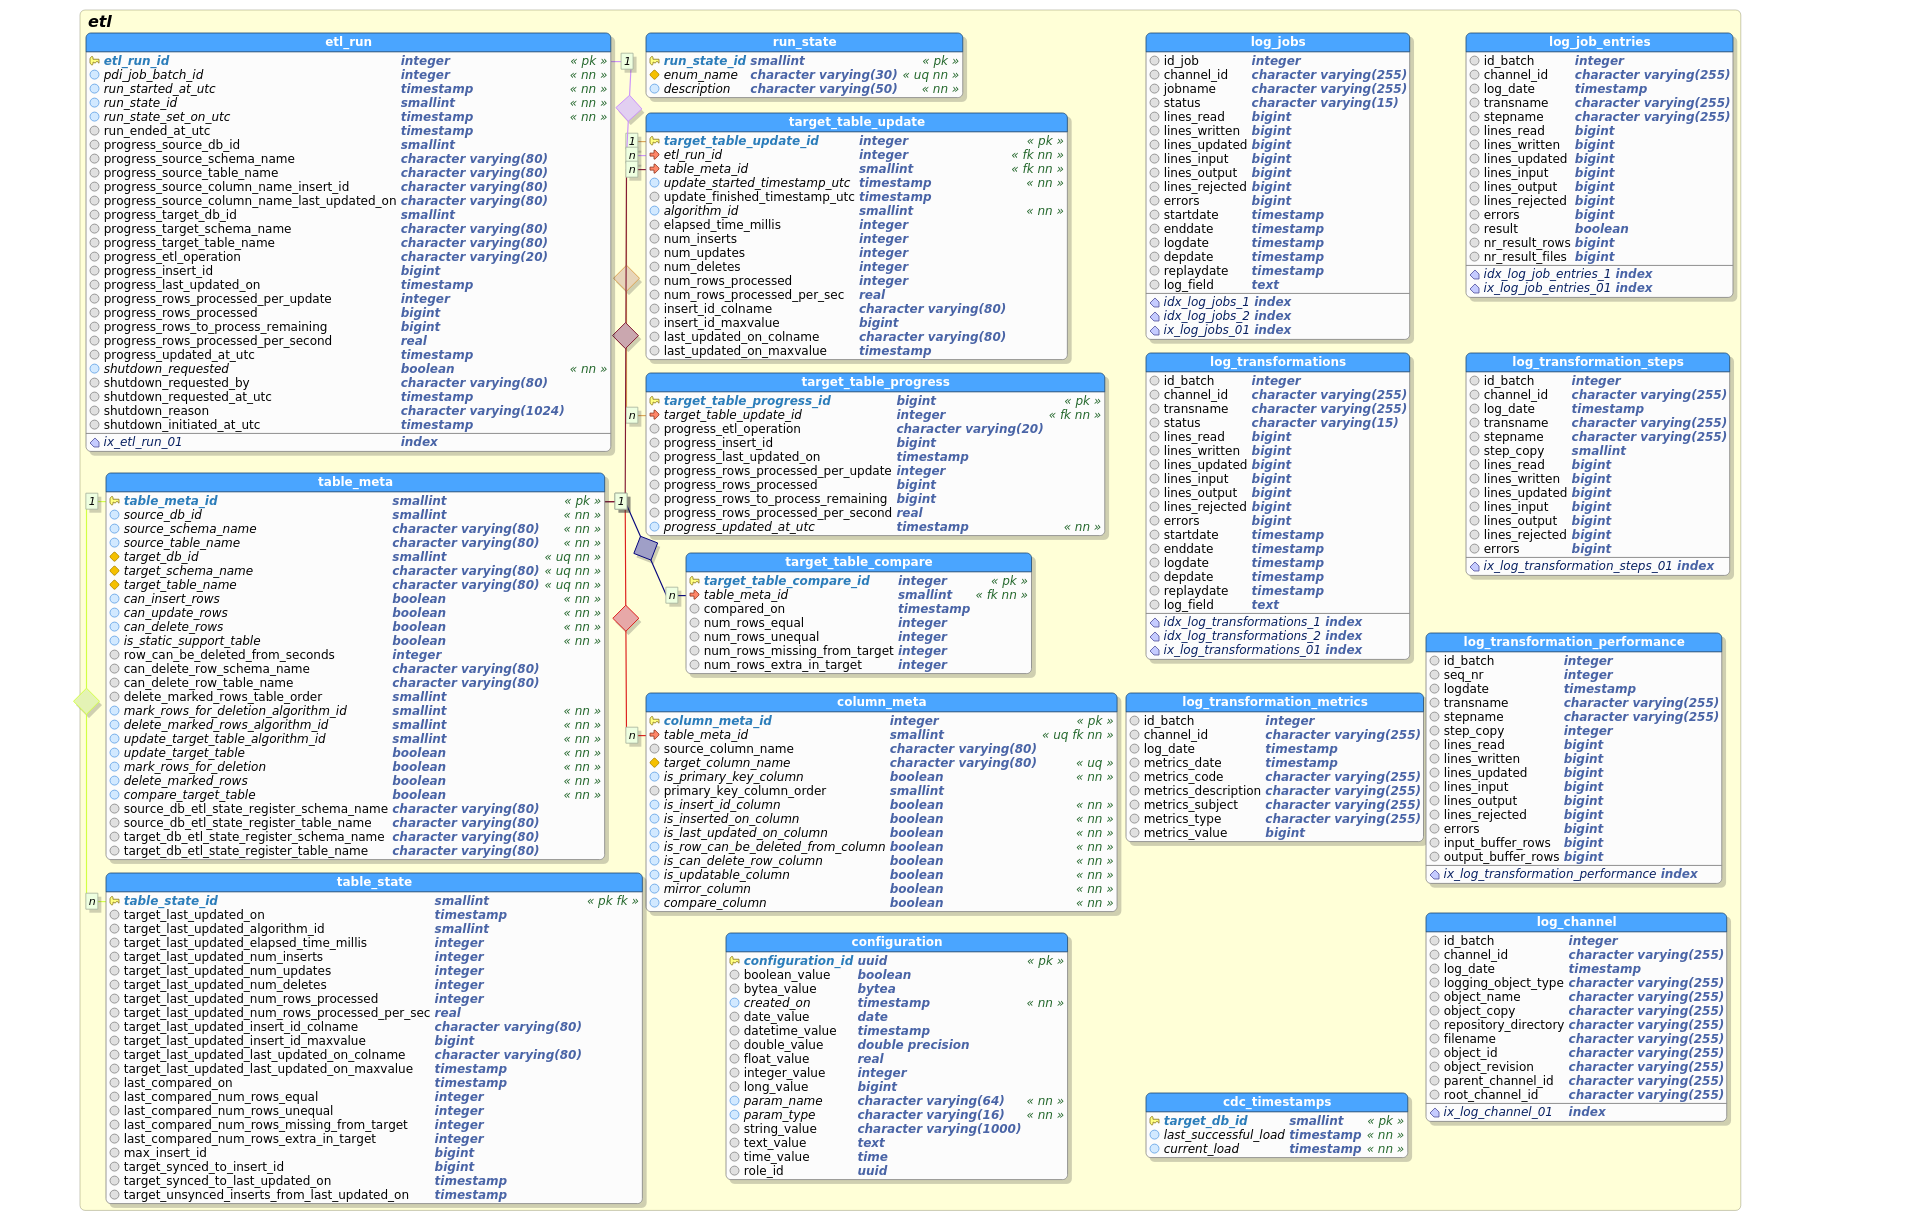 etl
etl_run
etl_run_id integer « pk »
pdi_job_batch_id integer « nn »
run_started_at_utc timestamp « nn »
run_state_id smallint « nn »
run_state_set_on_utc timestamp « nn »
run_ended_at_utc timestamp
progress_source_db_id smallint
progress_source_schema_name character varying(80)
progress_source_table_name character varying(80)
progress_source_column_name_insert_id character varying(80)
progress_source_column_name_last_updated_on character varying(80)
progress_target_db_id smallint
progress_target_schema_name character varying(80)
progress_target_table_name character varying(80)
progress_etl_operation character varying(20)
progress_insert_id bigint
progress_last_updated_on timestamp
progress_rows_processed_per_update integer
progress_rows_processed bigint
progress_rows_to_process_remaining bigint
progress_rows_processed_per_second real
progress_updated_at_utc timestamp
shutdown_requested boolean « nn »
shutdown_requested_by character varying(80)
shutdown_requested_at_utc timestamp
shutdown_reason character varying(1024)
shutdown_initiated_at_utc timestamp
ix_etl_run_01 index
1
run_state
run_state_id smallint « pk »
enum_name character varying(30) « uq nn »
description character varying(50) « nn »
target_table_update
1
target_table_update_id integer « pk »
n
etl_run_id integer « fk nn »
n
table_meta_id smallint « fk nn »
update_started_timestamp_utc timestamp « nn »
update_finished_timestamp_utc timestamp
algorithm_id smallint « nn »
elapsed_time_millis integer
num_inserts integer
num_updates integer
num_deletes integer
num_rows_processed integer
num_rows_processed_per_sec real
insert_id_colname character varying(80)
insert_id_maxvalue bigint
last_updated_on_colname character varying(80)
last_updated_on_maxvalue timestamp
target_table_progress
target_table_progress_id bigint « pk »
n
target_table_update_id integer « fk nn »
progress_etl_operation character varying(20)
progress_insert_id bigint
progress_last_updated_on timestamp
progress_rows_processed_per_update integer
progress_rows_processed bigint
progress_rows_to_process_remaining bigint
progress_rows_processed_per_second real
progress_updated_at_utc timestamp « nn »
log_jobs
id_job integer
channel_id character varying(255)
jobname character varying(255)
status character varying(15)
lines_read bigint
lines_written bigint
lines_updated bigint
lines_input bigint
lines_output bigint
lines_rejected bigint
errors bigint
startdate timestamp
enddate timestamp
logdate timestamp
depdate timestamp
replaydate timestamp
log_field text
idx_log_jobs_1 index
idx_log_jobs_2 index
ix_log_jobs_01 index
log_job_entries
id_batch integer
channel_id character varying(255)
log_date timestamp
transname character varying(255)
stepname character varying(255)
lines_read bigint
lines_written bigint
lines_updated bigint
lines_input bigint
lines_output bigint
lines_rejected bigint
errors bigint
result boolean
nr_result_rows bigint
nr_result_files bigint
idx_log_job_entries_1 index
ix_log_job_entries_01 index
log_transformations
id_batch integer
channel_id character varying(255)
transname character varying(255)
status character varying(15)
lines_read bigint
lines_written bigint
lines_updated bigint
lines_input bigint
lines_output bigint
lines_rejected bigint
errors bigint
startdate timestamp
enddate timestamp
logdate timestamp
depdate timestamp
replaydate timestamp
log_field text
idx_log_transformations_1 index
idx_log_transformations_2 index
ix_log_transformations_01 index
log_transformation_steps
id_batch integer
channel_id character varying(255)
log_date timestamp
transname character varying(255)
stepname character varying(255)
step_copy smallint
lines_read bigint
lines_written bigint
lines_updated bigint
lines_input bigint
lines_output bigint
lines_rejected bigint
errors bigint
ix_log_transformation_steps_01 index
table_meta
1
table_meta_id smallint « pk »
1
source_db_id smallint « nn »
source_schema_name character varying(80) « nn »
source_table_name character varying(80) « nn »
target_db_id smallint « uq nn »
target_schema_name character varying(80) « uq nn »
target_table_name character varying(80) « uq nn »
can_insert_rows boolean « nn »
can_update_rows boolean « nn »
can_delete_rows boolean « nn »
is_static_support_table boolean « nn »
row_can_be_deleted_from_seconds integer
can_delete_row_schema_name character varying(80)
can_delete_row_table_name character varying(80)
delete_marked_rows_table_order smallint
mark_rows_for_deletion_algorithm_id smallint « nn »
delete_marked_rows_algorithm_id smallint « nn »
update_target_table_algorithm_id smallint « nn »
update_target_table boolean « nn »
mark_rows_for_deletion boolean « nn »
delete_marked_rows boolean « nn »
compare_target_table boolean « nn »
source_db_etl_state_register_schema_name character varying(80)
source_db_etl_state_register_table_name character varying(80)
target_db_etl_state_register_schema_name character varying(80)
target_db_etl_state_register_table_name character varying(80)
target_table_compare
target_table_compare_id integer « pk »
n
table_meta_id smallint « fk nn »
compared_on timestamp
num_rows_equal integer
num_rows_unequal integer
num_rows_missing_from_target integer
num_rows_extra_in_target integer
column_meta
column_meta_id integer « pk »
n
table_meta_id smallint « uq fk nn »
source_column_name character varying(80)
target_column_name character varying(80) « uq »
is_primary_key_column boolean « nn »
primary_key_column_order smallint
is_insert_id_column boolean « nn »
is_inserted_on_column boolean « nn »
is_last_updated_on_column boolean « nn »
is_row_can_be_deleted_from_column boolean « nn »
is_can_delete_row_column boolean « nn »
is_updatable_column boolean « nn »
mirror_column boolean « nn »
compare_column boolean « nn »
log_transformation_metrics
id_batch integer
channel_id character varying(255)
log_date timestamp
metrics_date timestamp
metrics_code character varying(255)
metrics_description character varying(255)
metrics_subject character varying(255)
metrics_type character varying(255)
metrics_value bigint
log_transformation_performance
id_batch integer
seq_nr integer
logdate timestamp
transname character varying(255)
stepname character varying(255)
step_copy integer
lines_read bigint
lines_written bigint
lines_updated bigint
lines_input bigint
lines_output bigint
lines_rejected bigint
errors bigint
input_buffer_rows bigint
output_buffer_rows bigint
ix_log_transformation_performance index
table_state
n
table_state_id smallint « pk fk »
target_last_updated_on timestamp
target_last_updated_algorithm_id smallint
target_last_updated_elapsed_time_millis integer
target_last_updated_num_inserts integer
target_last_updated_num_updates integer
target_last_updated_num_deletes integer
target_last_updated_num_rows_processed integer
target_last_updated_num_rows_processed_per_sec real
target_last_updated_insert_id_colname character varying(80)
target_last_updated_insert_id_maxvalue bigint
target_last_updated_last_updated_on_colname character varying(80)
target_last_updated_last_updated_on_maxvalue timestamp
last_compared_on timestamp
last_compared_num_rows_equal integer
last_compared_num_rows_unequal integer
last_compared_num_rows_missing_from_target integer
last_compared_num_rows_extra_in_target integer
max_insert_id bigint
target_synced_to_insert_id bigint
target_synced_to_last_updated_on timestamp
target_unsynced_inserts_from_last_updated_on timestamp
configuration
configuration_id uuid « pk »
boolean_value boolean
bytea_value bytea
created_on timestamp « nn »
date_value date
datetime_value timestamp
double_value double precision
float_value real
integer_value integer
long_value bigint
param_name character varying(64) « nn »
param_type character varying(16) « nn »
string_value character varying(1000)
text_value text
time_value time
role_id uuid
cdc_timestamps
target_db_id smallint « pk »
last_successful_load timestamp « nn »
current_load timestamp « nn »
log_channel
id_batch integer
channel_id character varying(255)
log_date timestamp
logging_object_type character varying(255)
object_name character varying(255)
object_copy character varying(255)
repository_directory character varying(255)
filename character varying(255)
object_id character varying(255)
object_revision character varying(255)
parent_channel_id character varying(255)
root_channel_id character varying(255)
ix_log_channel_01 index